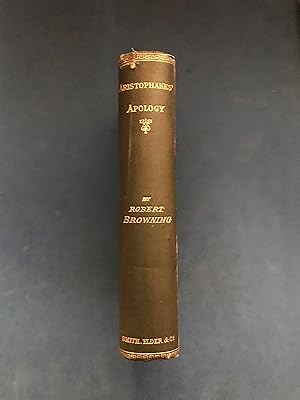 ARISTOPHANES'
APOLOGY
BY
ROBERT
BROWNING
SMITH, ELDER & Co